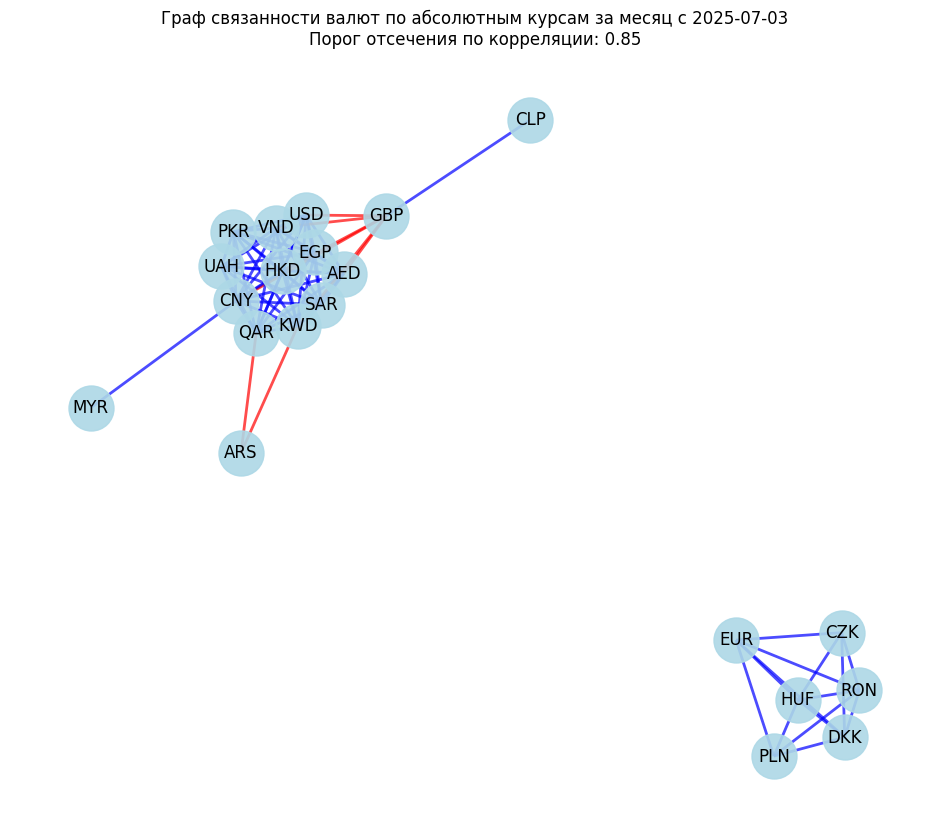 Граф связанности валют по абсолютным курсам за месяц с 2025-07-03
Порог отсечения по корреляции: 0.85
CLP
USD
GBP
VND
PKR
EGP
UAH
HKD
AED
CNY
SAR
KWD
QAR
MYR
ARS
CZK
EUR
RON
HUF
DKK
PLN